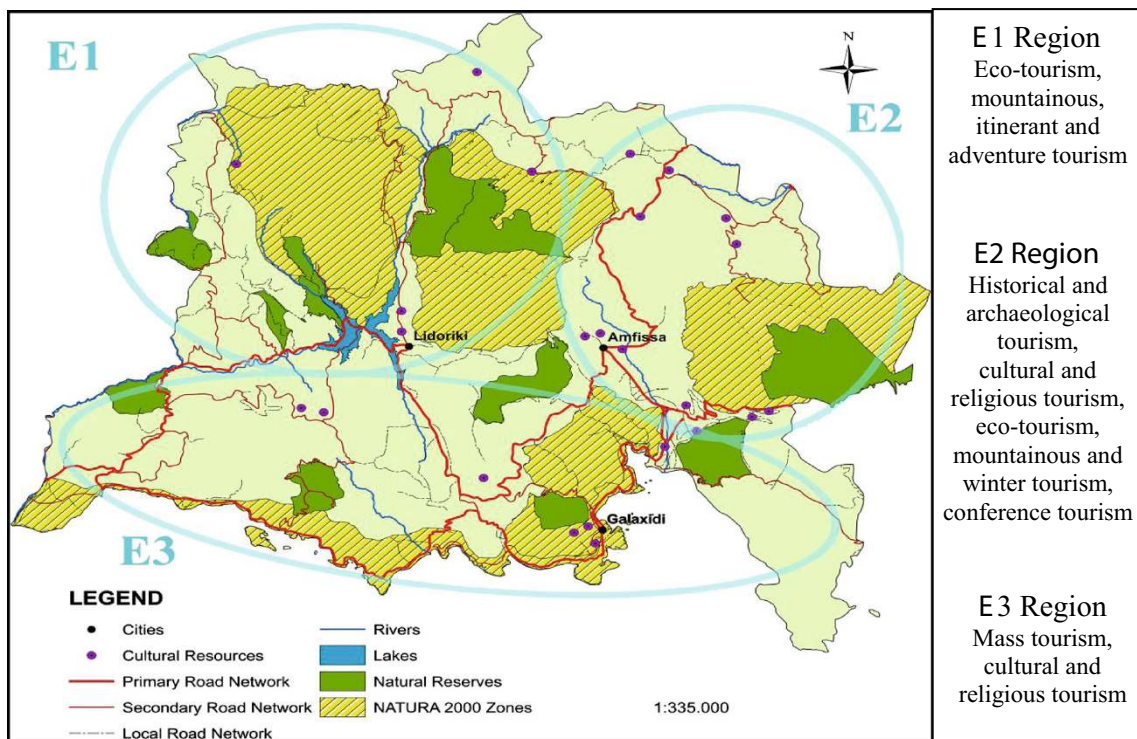 E1
N
E2
Lidoriki
Amfissa
Galaxídi
E3
LEGEND
Cities
Cultural Resources
Primary Road Network
Secondary Road Network
Local Road Network
Rivers
Lakes
Natural Reserves
NATURA 2000 Zones
1:335.000
E1 Region
Eco-tourism,
mountainous,
itinerant and
adventure tourism
E2 Region
Historical and
archaeological
tourism,
cultural and
religious tourism,
eco-tourism,
mountainous and
winter tourism,
conference tourism
E3 Region
Mass tourism,
cultural and
religious tourism